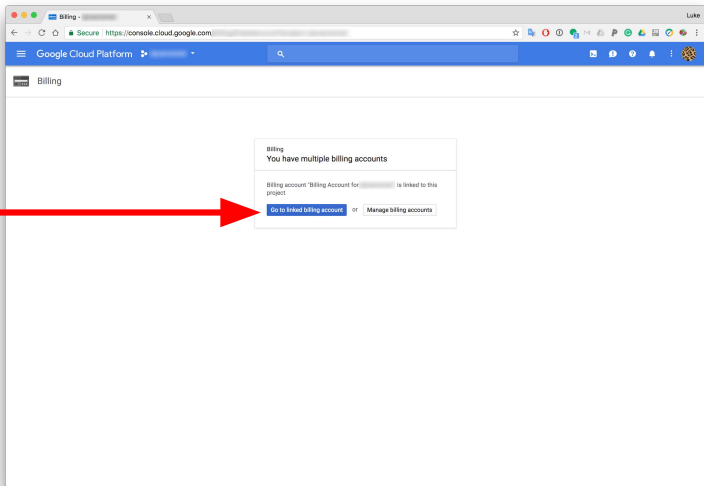 Billing -
Luke
Secure https://console.cloud.google.com
Google Cloud Platform
Billing
Billing
You have multiple billing accounts
Billing account "Billing Account for is linked to this
project
Go to linked billing account or Manage billing accounts